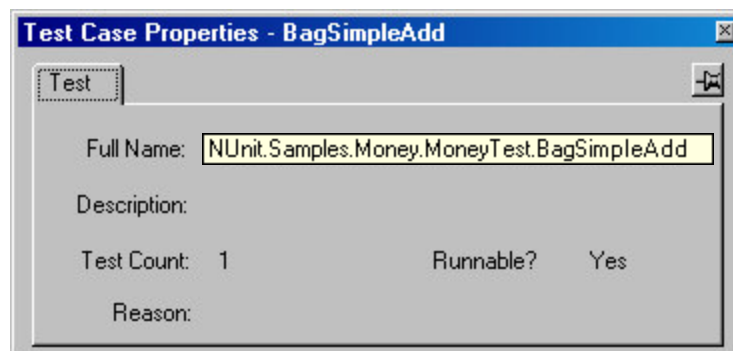 Test Case Properties - BagSimpleAdd
Test
Full Name: NUnit.Samples.Money.MoneyTest.BagSimpleAdd
Description:
Test Count: 1 Runnable? Yes
Reason: